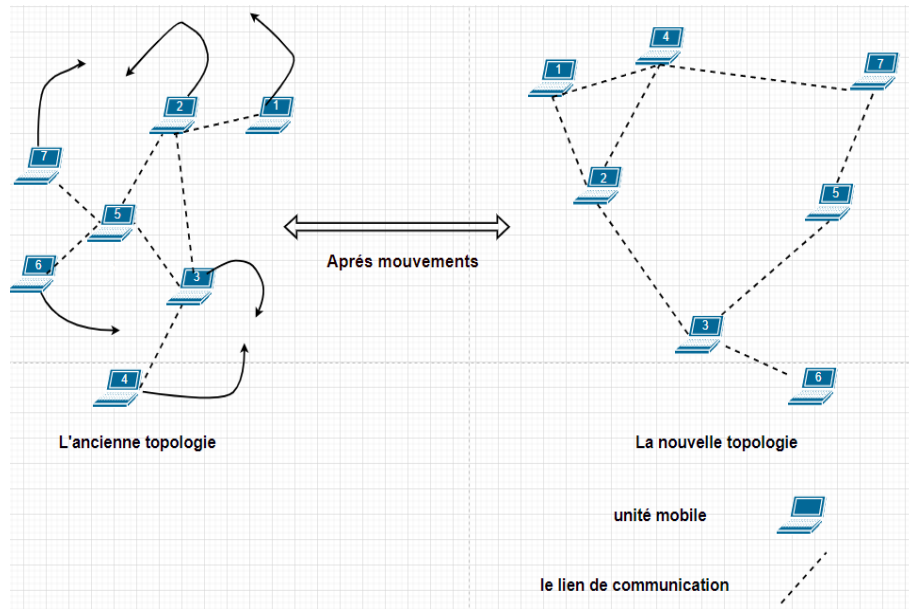 2
1
7
5
6
3
4
Aprés mouvements
L'ancienne topologie
4
1
7
2
5
3
6
La nouvelle topologie
unité mobile
le lien de communication